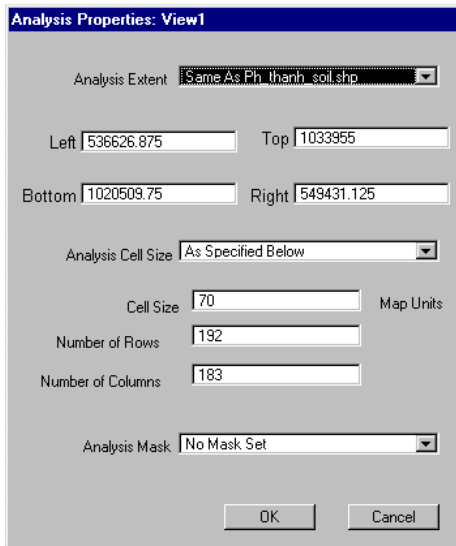 Analysis Properties: View1
Analysis Extent Same As Ph_thanh_soil.shp
Left 536626.875 Top 1033955
Bottom 1020509.75 Right 549431.125
Analysis Cell Size As Specified Below
Cell Size 70 Map Units
Number of Rows 192
Number of Columns 183
Analysis Mask No Mask Set
OK Cancel